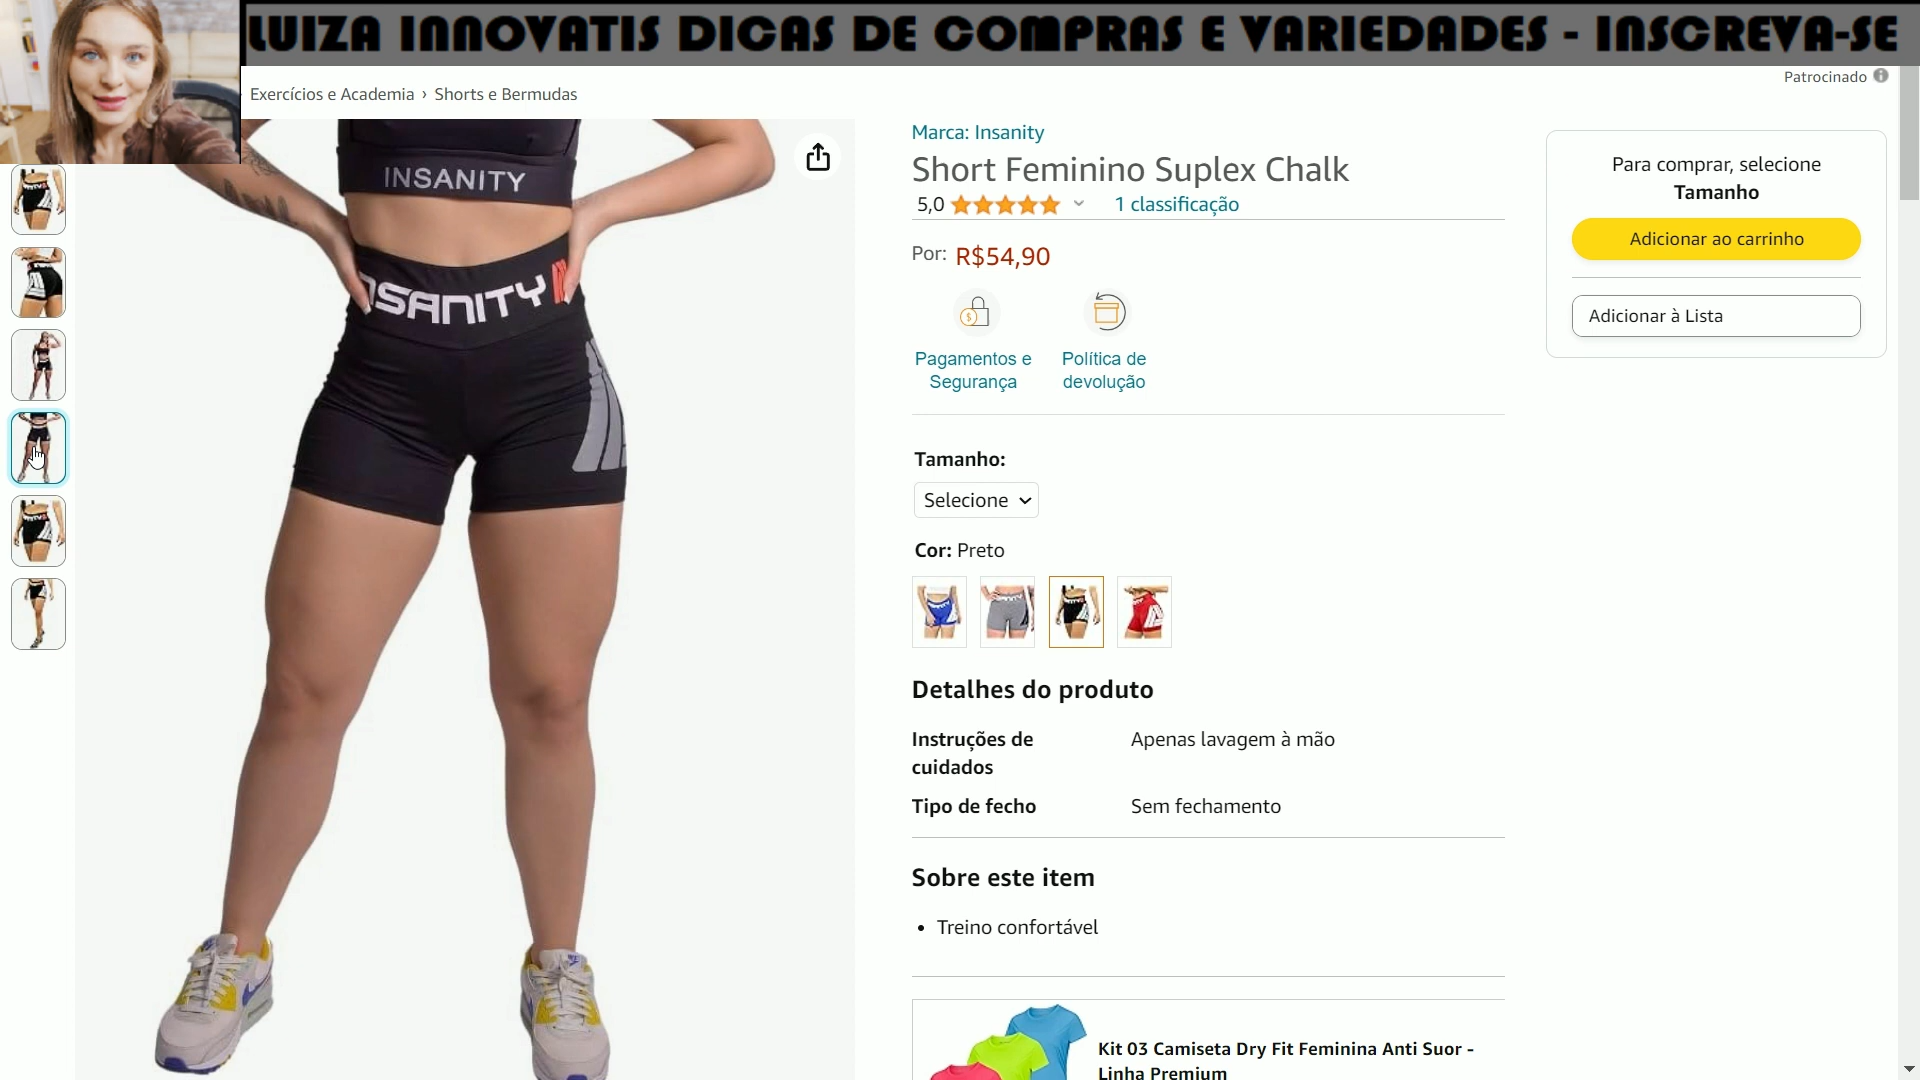 LUIZA INNOVATIS DICAS DE COMPRAS E VARIEDADES - INSCREVA-SE
Patrocinado
Exercícios e Academia › Shorts e Bermudas
INSANITY
NSANITY
Marca: Insanity
Short Feminino Suplex Chalk
5,0
1 classificação
Por: R$54,90
Pagamentos e
Segurança
Política de
devolução
Tamanho:
Selecione
Cor: Preto
Detalhes do produto
Instruções de
cuidados
Apenas lavagem à mão
Tipo de fecho
Sem fechamento
Sobre este item
• Treino confortável
Kit 03 Camiseta Dry Fit Feminina Anti Suor -
Linha Premium
Para comprar, selecione
Tamanho
Adicionar ao carrinho
Adicionar à Lista